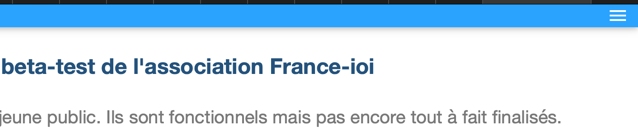 beta-test de l'association France-ioi
jeune public. Ils sont fonctionnels mais pas encore tout à fait finalisés.